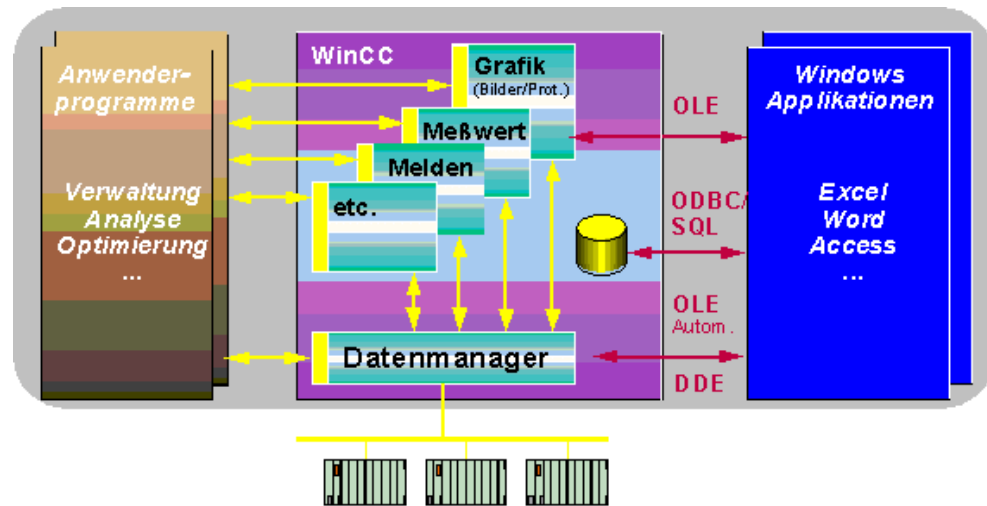 Anwender-
programme
Verwaltung
Analyse
Optimierung
...
WinCC
Grafik
(Bilder/Prot.)
Meßwert
Melden
etc.
Datenmanager
OLE
ODBC/
SQL
OLE
Autom.
DDE
Windows
Applikationen
Excel
Word
Access
...